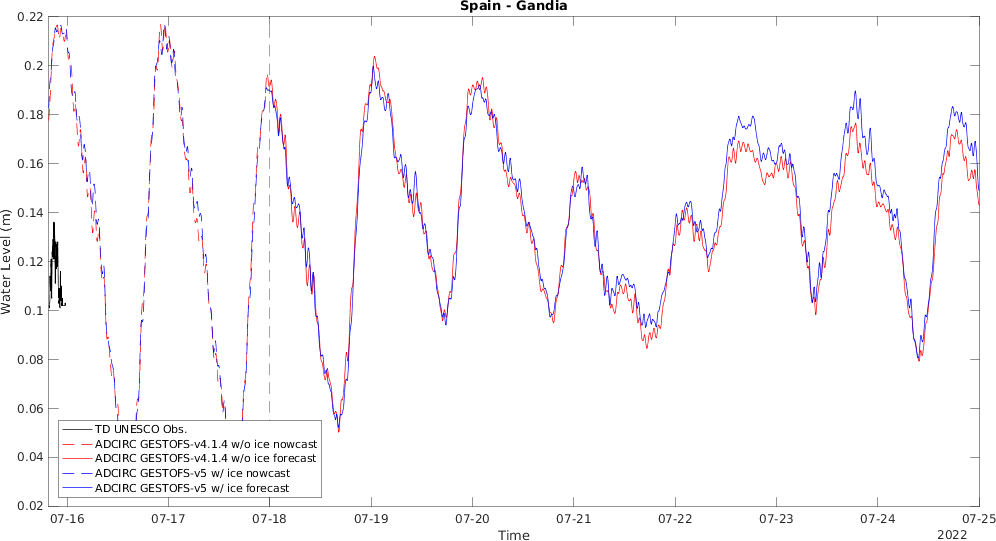 Spain - Gandia
0.22
0.2
0.18
0.16
0.14
0.12
0.1
0.08
0.06
0.04
0.02
Water Level (m)
TD UNESCO Obs.
ADCIRC GESTOFS-v4.1.4 w/o ice nowcast
ADCIRC GESTOFS-v4.1.4 w/o ice forecast
ADCIRC GESTOFS-v5 w/ ice nowcast
ADCIRC GESTOFS-v5 w/ ice forecast
07-16 07-17 07-18 07-19 07-20 07-21 07-22 07-23 07-24 07-25
Time
2022